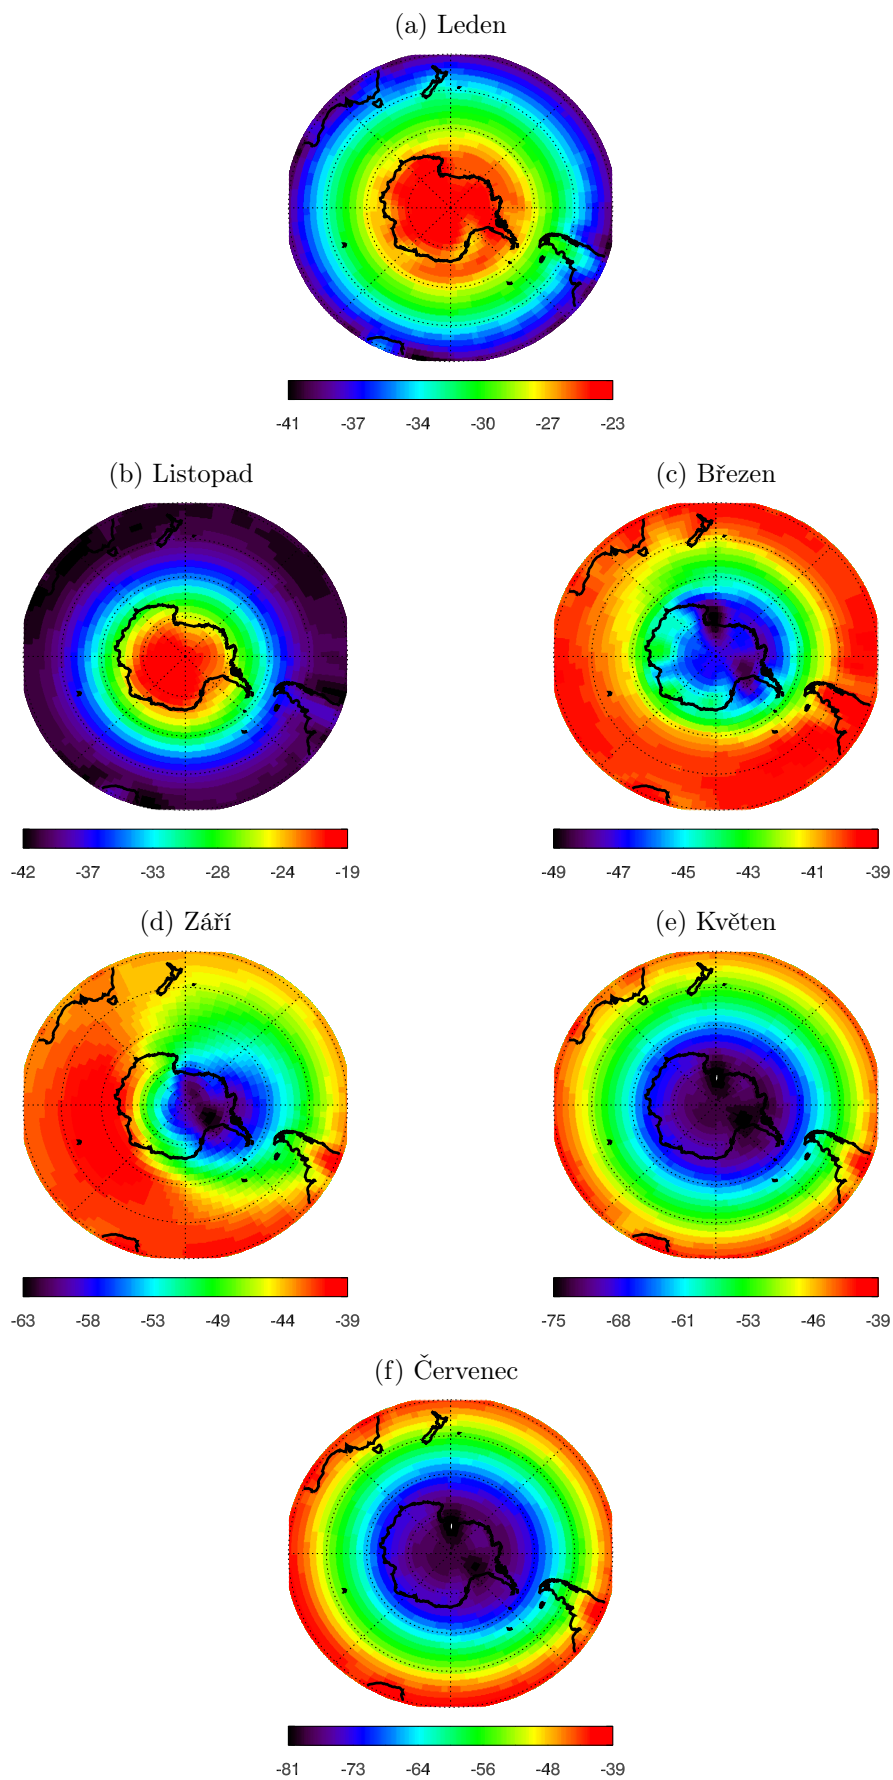 (a) Leden
-41 -37 -34 -30 -27 -23
(b) Listopad
(c) Březen
-42 -37 -33 -28 -24 -19
-49 -47 -45 -43 -41 -39
(d) Září
(e) Květen
-63 -58 -53 -49 -44 -39
-75 -68 -61 -53 -46 -39
(f) Červenec
-81 -73 -64 -56 -48 -39